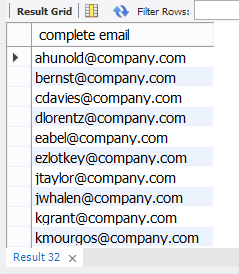 Result Grid Filter Rows:
complete email
ahunold@company.com
bernst@company.com
cdavies@company.com
dlorentz@company.com
eabel@company.com
ezlotkey@company.com
jtaylor@company.com
jwhalen@company.com
kgrant@company.com
kmourgos@company.com
Result 32 ×